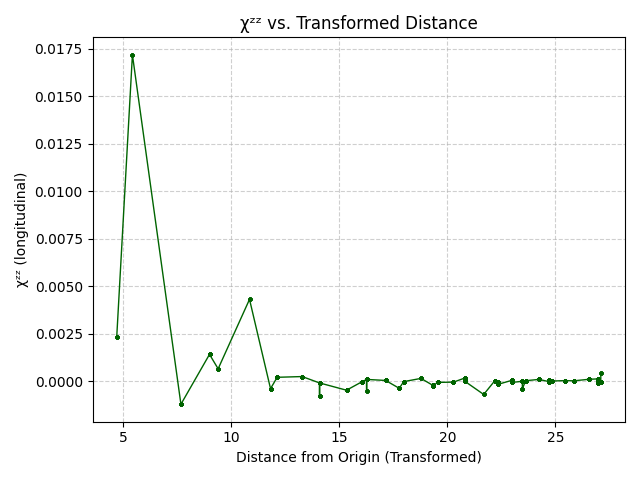 χᶻᶻ vs. Transformed Distance
χᶻᶻ (longitudinal)
0.0175
0.0150
0.0125
0.0100
0.0075
0.0050
0.0025
0.0000
5 10 15 20 25
Distance from Origin (Transformed)